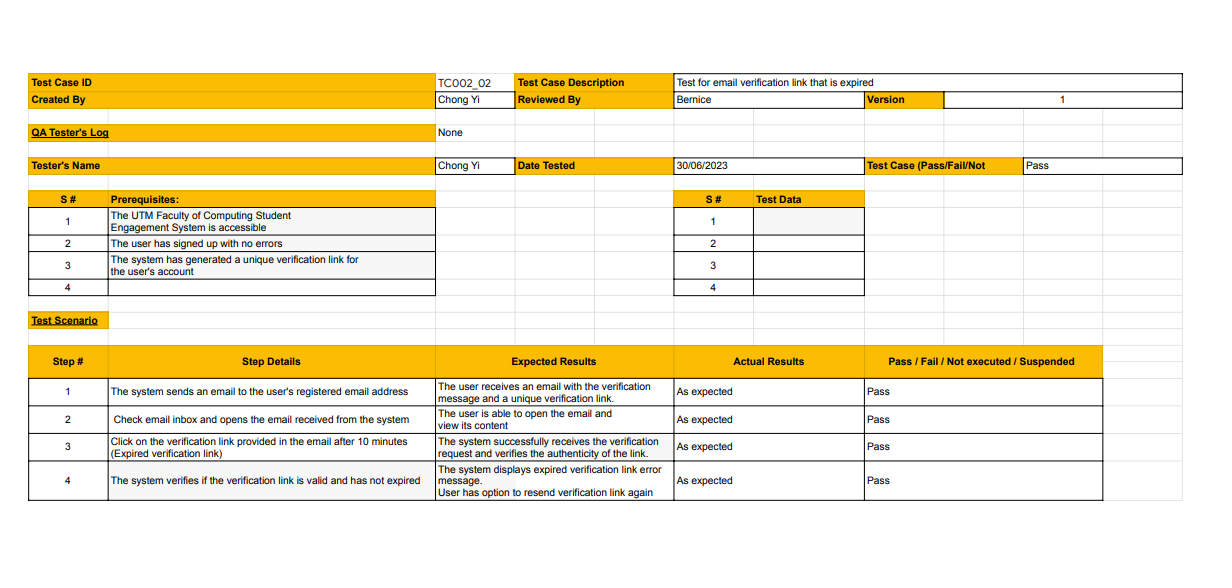 Test Case ID TC002_02 Test Case Description Test for email verification link that is expired
Created By Chong Yi Reviewed By Bernice Version 1
QA Tester's Log None
Tester's Name Chong Yi Date Tested 30/06/2023 Test Case (Pass/Fail/Not Pass
S # Prerequisites: S # Test Data
1 The UTM Faculty of Computing Student
Engagement System is accessible 1
2 The user has signed up with no errors 2
3 The system has generated a unique verification link for
the user's account 3
4 4
Test Scenario
Step # Step Details Expected Results Actual Results Pass / Fail / Not executed / Suspended
1 The system sends an email to the user's registered email address The user receives an email with the verification
message and a unique verification link. As expected Pass
2 Check email inbox and opens the email received from the system The user is able to open the email and
view its content As expected Pass
3 Click on the verification link provided in the email after 10 minutes
(Expired verification link) The system successfully receives the verification
request and verifies the authenticity of the link. As expected Pass
4 The system verifies if the verification link is valid and has not expired The system displays expired verification link error
message.
User has option to resend verification link again As expected Pass